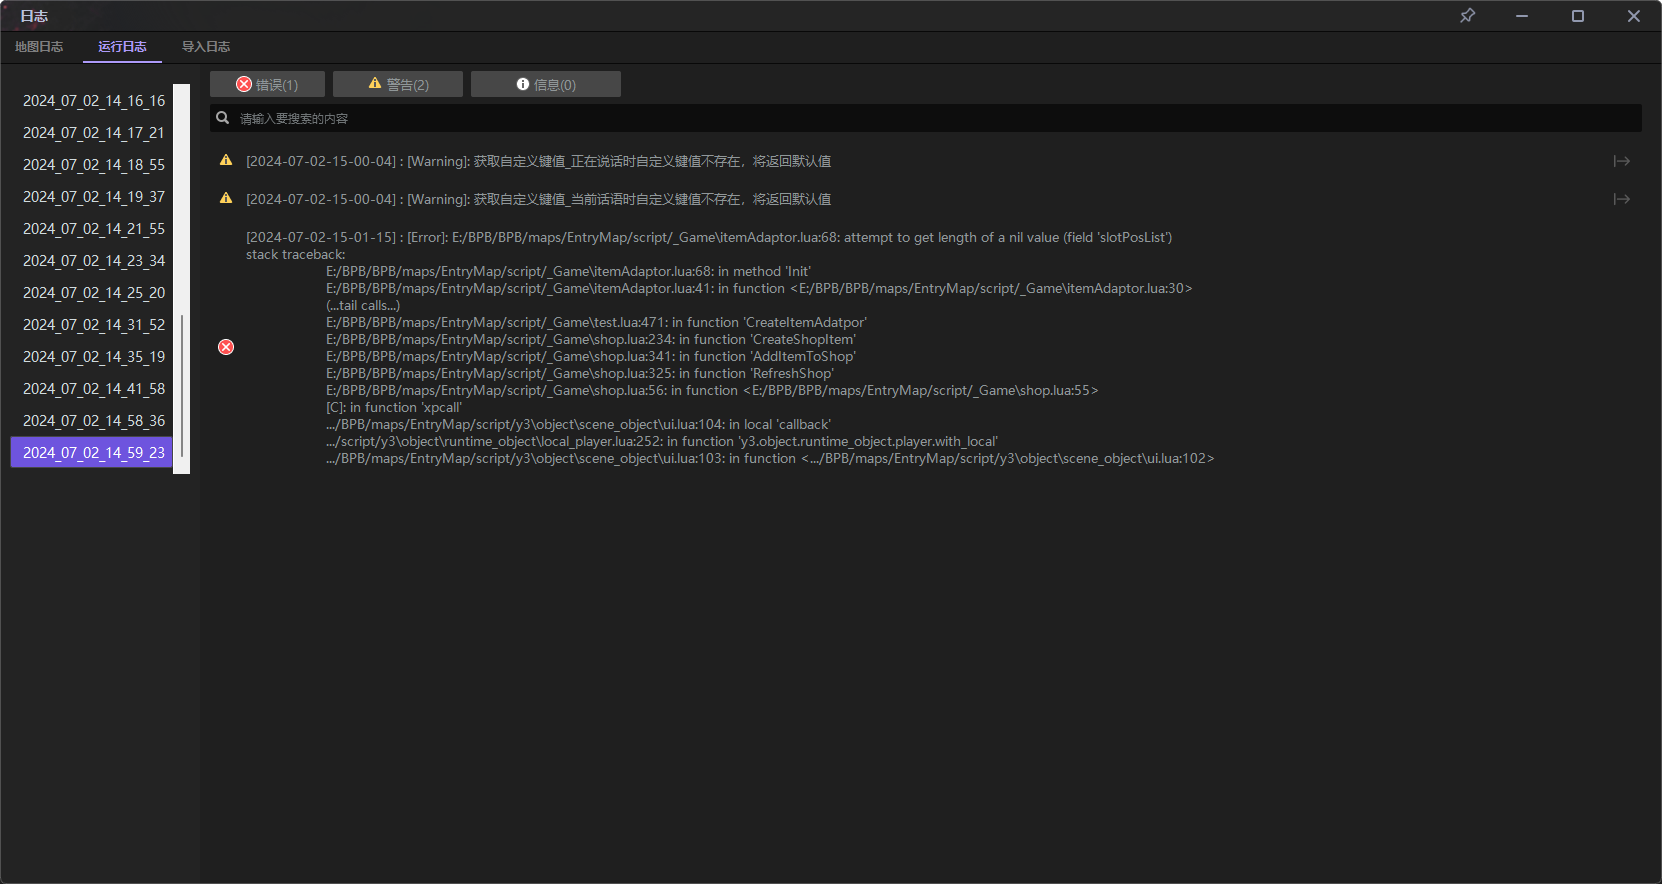 日志
地图日志
运行日志
导入日志
2024_07_02_14_16_16
2024_07_02_14_17_21
2024_07_02_14_18_55
2024_07_02_14_19_37
2024_07_02_14_21_55
2024_07_02_14_23_34
2024_07_02_14_25_20
2024_07_02_14_31_52
2024_07_02_14_35_19
2024_07_02_14_41_58
2024_07_02_14_58_36
2024_07_02_14_59_23
错误(1)
警告(2)
信息(0)
请输入要搜索的内容
[2024-07-02-15-00-04] : [Warning]: 获取自定义键值_正在说话时自定义键值不存在，将返回默认值
[2024-07-02-15-00-04] : [Warning]: 获取自定义键值_当前话语时自定义键值不存在，将返回默认值
[2024-07-02-15-01-15] : [Error]: E:/BPB/BPB/maps/EntryMap/script/_Game\itemAdaptor.lua:68: attempt to get length of a nil value (field 'slotPosList')
stack traceback:
E:/BPB/BPB/maps/EntryMap/script/_Game\itemAdaptor.lua:68: in method 'Init'
E:/BPB/BPB/maps/EntryMap/script/_Game\itemAdaptor.lua:41: in function <E:/BPB/BPB/maps/EntryMap/script/_Game\itemAdaptor.lua:30>
(...tail calls...)
E:/BPB/BPB/maps/EntryMap/script/_Game\test.lua:471: in function 'CreateItemAdatpor'
E:/BPB/BPB/maps/EntryMap/script/_Game\shop.lua:234: in function 'CreateShopItem'
E:/BPB/BPB/maps/EntryMap/script/_Game\shop.lua:341: in function 'AddItemToShop'
E:/BPB/BPB/maps/EntryMap/script/_Game\shop.lua:325: in function 'RefreshShop'
E:/BPB/BPB/maps/EntryMap/script/_Game\shop.lua:56: in function <E:/BPB/BPB/maps/EntryMap/script/_Game\shop.lua:55>
[C]: in function 'xpcall'
.../BPB/maps/EntryMap/script/y3\object\scene_object\ui.lua:104: in local 'callback'
.../script/y3\object\runtime_object\local_player.lua:252: in function 'y3.object.runtime_object.player.with_local'
.../BPB/maps/EntryMap/script/y3\object\scene_object\ui.lua:103: in function <.../BPB/maps/EntryMap/script/y3\object\scene_object\ui.lua:102>